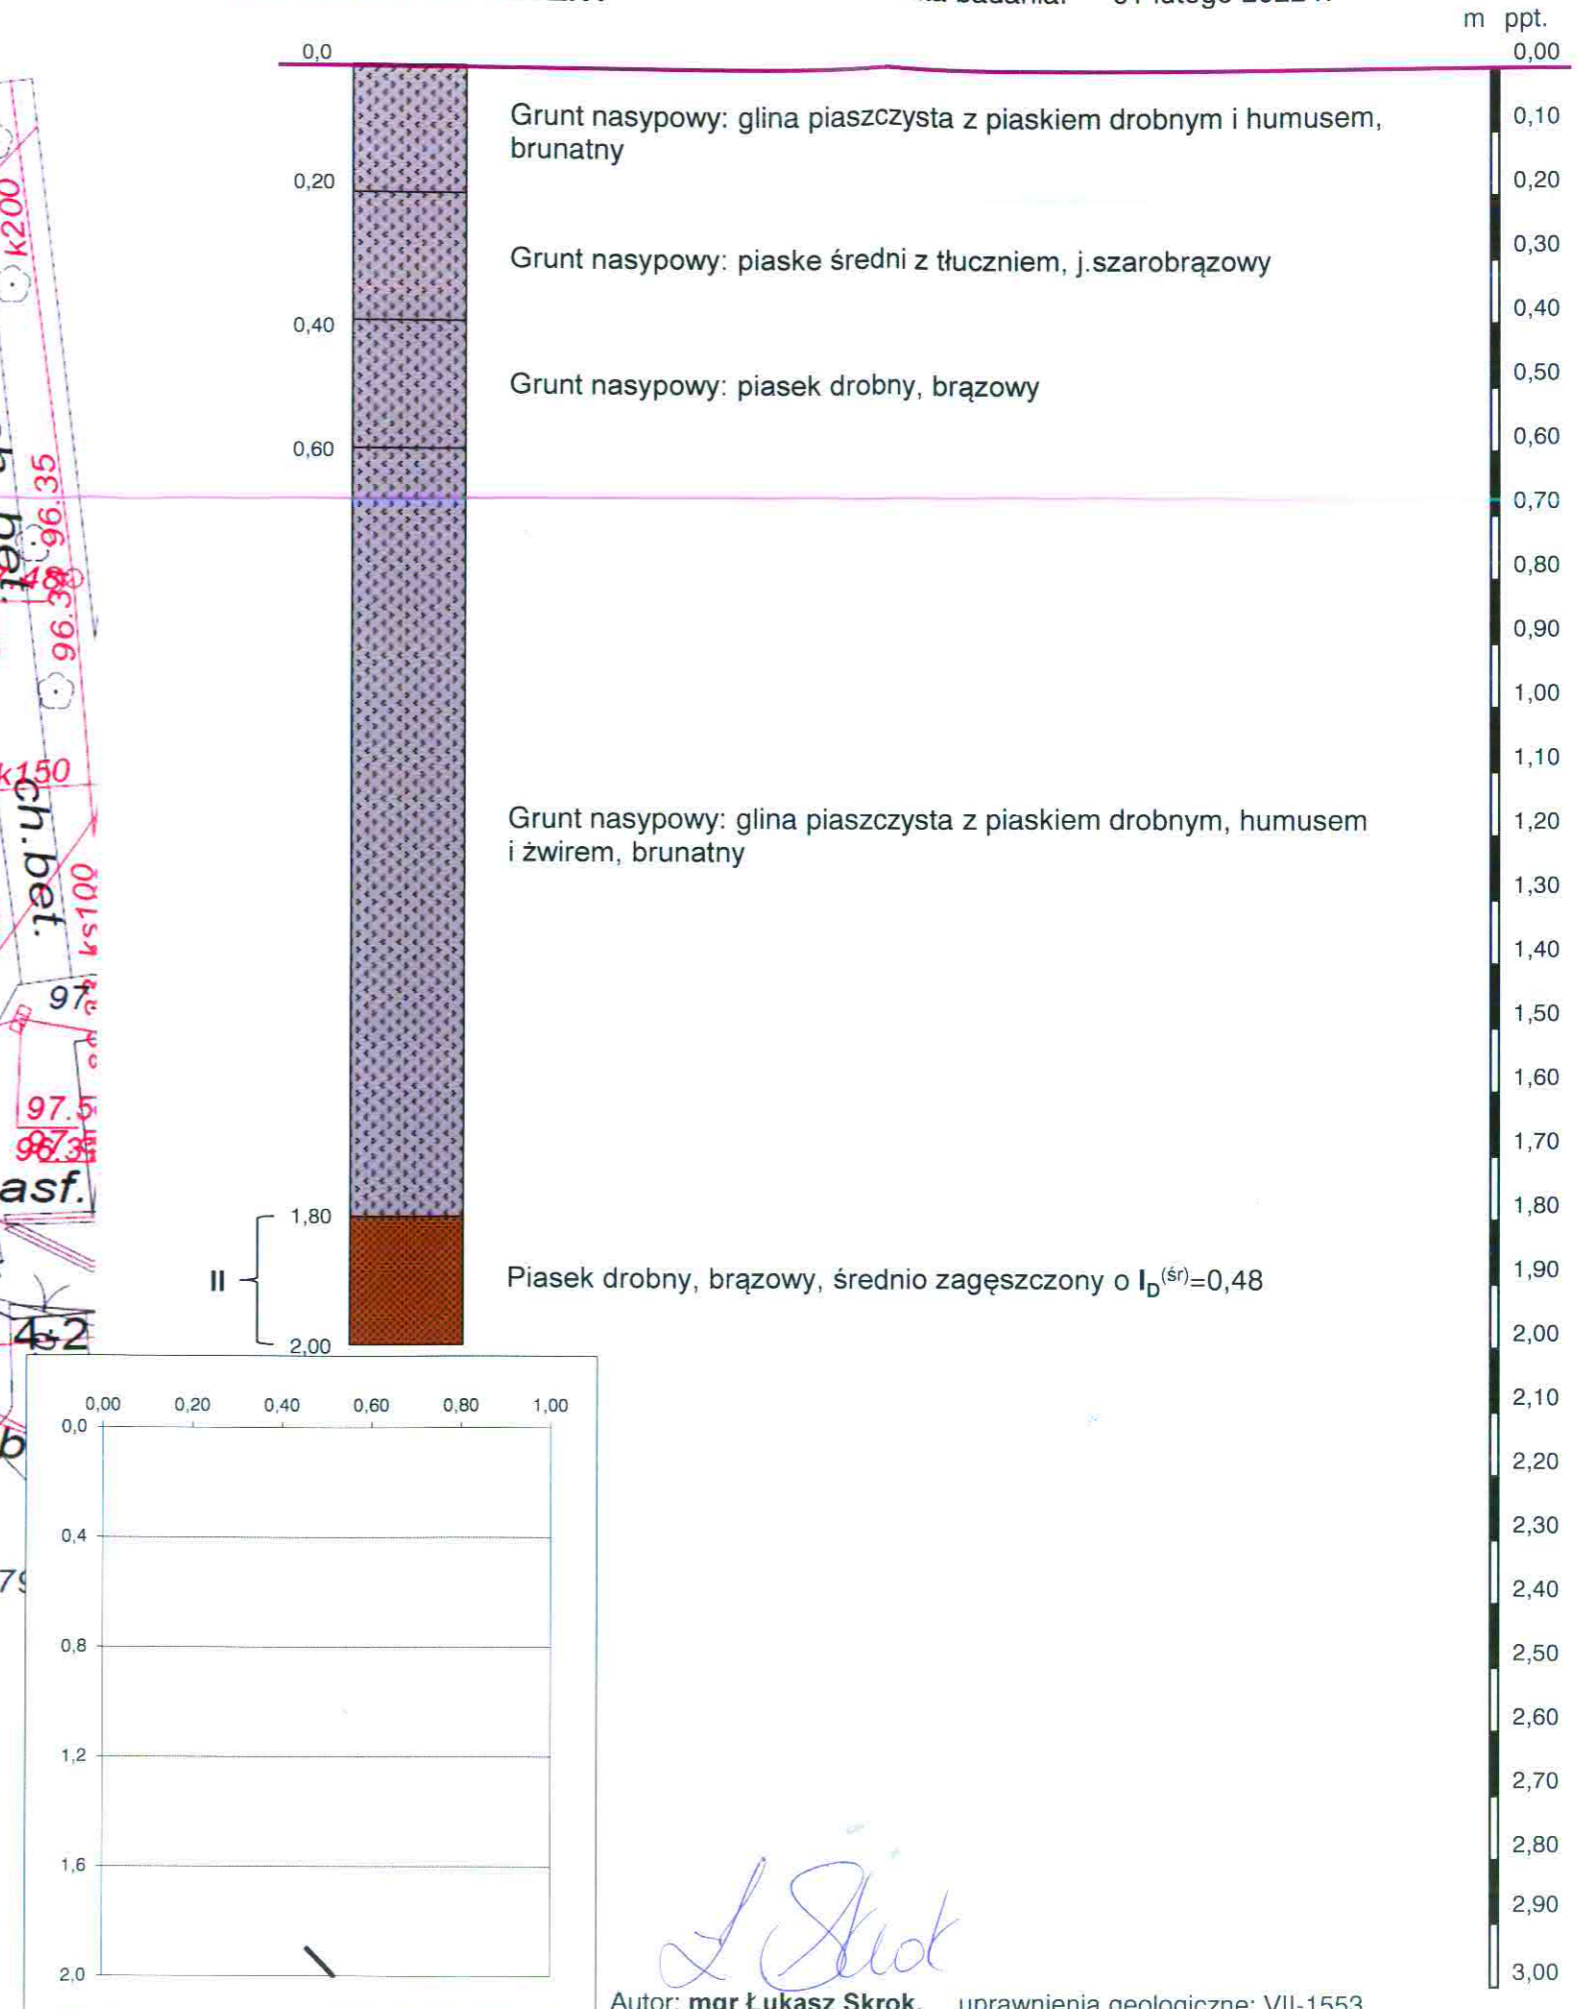 m ppt.
0,0
0,00
Grunt nasypowy: glina piaszczysta z piaskiem drobnym i humusem,
brunatny
0,20
Grunt nasypowy: piaske średni z tłuczniem, j.szarobrązowy
0,40
Grunt nasypowy: piasek drobny, brązowy
0,60
Grunt nasypowy: glina piaszczysta z piaskiem drobnym, humusem
i żwirem, brunatny
1,80
II
Piasek drobny, brązowy, średnio zagęszczony o I_D^(śr)=0,48
2,00
0,10
0,20
0,30
0,40
0,50
0,60
0,70
0,80
0,90
1,00
1,10
1,20
1,30
1,40
1,50
1,60
1,70
1,80
1,90
2,00
2,10
2,20
2,30
2,40
2,50
2,60
2,70
2,80
2,90
3,00
k200
96.35
k150
ch.bet.
ks100
97.5
asf.
0,00 0,20 0,40 0,60 0,80 1,00
0,0
0,4
0,8
1,2
1,6
2,0
Autor: mgr Łukasz Skrok, uprawnienia geologiczne: VII-1553